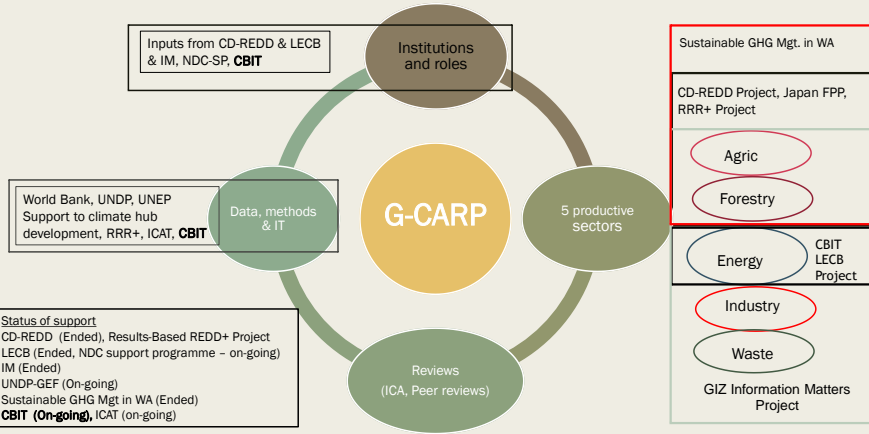 Inputs from CD-REDD & LECB
& IM, NDC-SP, CBIT
Institutions
and roles
World Bank, UNDP, UNEP
Support to climate hub
development, RRR+, ICAT, CBIT
Data, methods
& IT
G-CARP
5 productive
sectors
Reviews
(ICA, Peer reviews)
Status of support
CD-REDD (Ended), Results-Based REDD+ Project
LECB (Ended, NDC support programme – on-going)
IM (Ended)
UNDP-GEF (On-going)
Sustainable GHG Mgt in WA (Ended)
CBIT (On-going), ICAT (on-going)
Sustainable GHG Mgt. in WA
CD-REDD Project, Japan FPP,
RRR+ Project
Agric
Forestry
Energy
CBIT
LECB
Project
Industry
Waste
GIZ Information Matters
Project